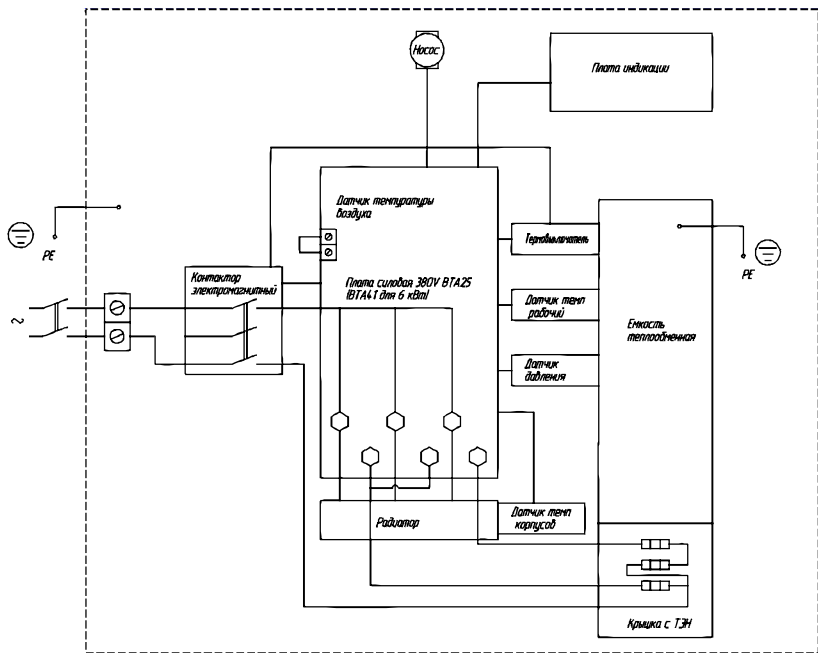 Насос
Плата индикации
Датчик темпуратуры
воздуха
Термовыключатель
PE
PE
Контактор
электромагнитный
Плата силовая 380V BTA25
(BTA41 для 6 кВт)
Датчик темп
рабочий
Емкость
теплообменная
~
Датчик
давления
Радиатор
Датчик темп
корпусов
Крышка с ТЭН